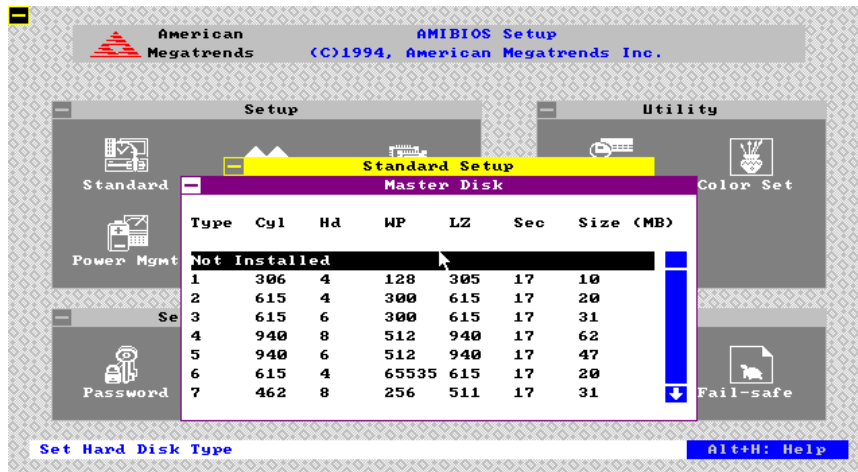 American
Megatrends
AMIBIOS Setup
(C)1994, American Megatrends Inc.
Setup
Utility
Standard
Color Set
Power Mgmt
Standard Setup
Master Disk
Type Cyl Hd WP LZ Sec Size (MB)
Not Installed
1 306 4 128 305 17 10
2 615 4 300 615 17 20
3 615 6 300 615 17 31
4 940 8 512 940 17 62
5 940 6 512 940 17 47
6 615 4 65535 615 17 20
7 462 8 256 511 17 31
Se
Password
Fail-safe
Set Hard Disk Type
Alt+H: Help